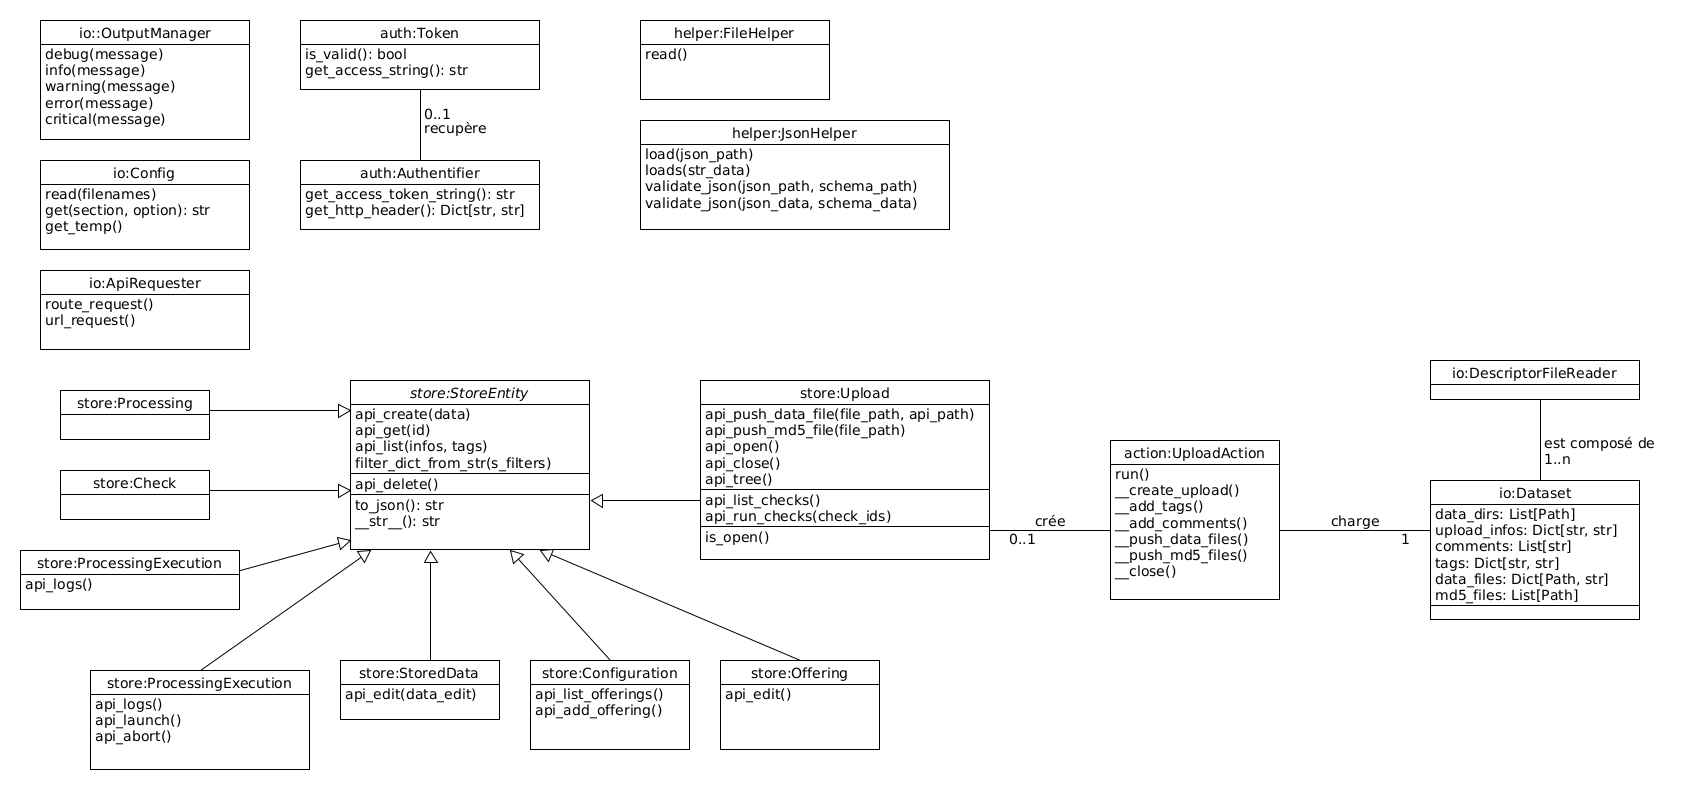 io::OutputManager
debug(message)
info(message)
warning(message)
error(message)
critical(message)
auth:Token
is_valid(): bool
get_access_string(): str
0..1
recupère
auth:Authentifier
get_access_token_string(): str
get_http_header(): Dict[str, str]
helper:FileHelper
read()
helper:JsonHelper
load(json_path)
loads(str_data)
validate_json(json_path, schema_path)
validate_json(json_data, schema_data)
io:Config
read(filenames)
get(section, option): str
get_temp()
io:ApiRequester
route_request()
url_request()
store:Processing
store:Check
store:ProcessingExecution
api_logs()
store:StoreEntity
api_create(data)
api_get(id)
api_list(infos, tags)
filter_dict_from_str(s_filters)
api_delete()
to_json(): str
__str__(): str
store:Upload
api_push_data_file(file_path, api_path)
api_push_md5_file(file_path)
api_open()
api_close()
api_tree()
api_list_checks()
api_run_checks(check_ids)
is_open()
crée
0..1
action:UploadAction
run()
__create_upload()
__add_tags()
__add_comments()
__push_data_files()
__push_md5_files()
__close()
charge
1
io:DescriptorFileReader
est composé de
1..n
io:Dataset
data_dirs: List[Path]
upload_infos: Dict[str, str]
comments: List[str]
tags: Dict[str, str]
data_files: Dict[Path, str]
md5_files: List[Path]
store:ProcessingExecution
api_logs()
api_launch()
api_abort()
store:StoredData
api_edit(data_edit)
store:Configuration
api_list_offerings()
api_add_offering()
store:Offering
api_edit()